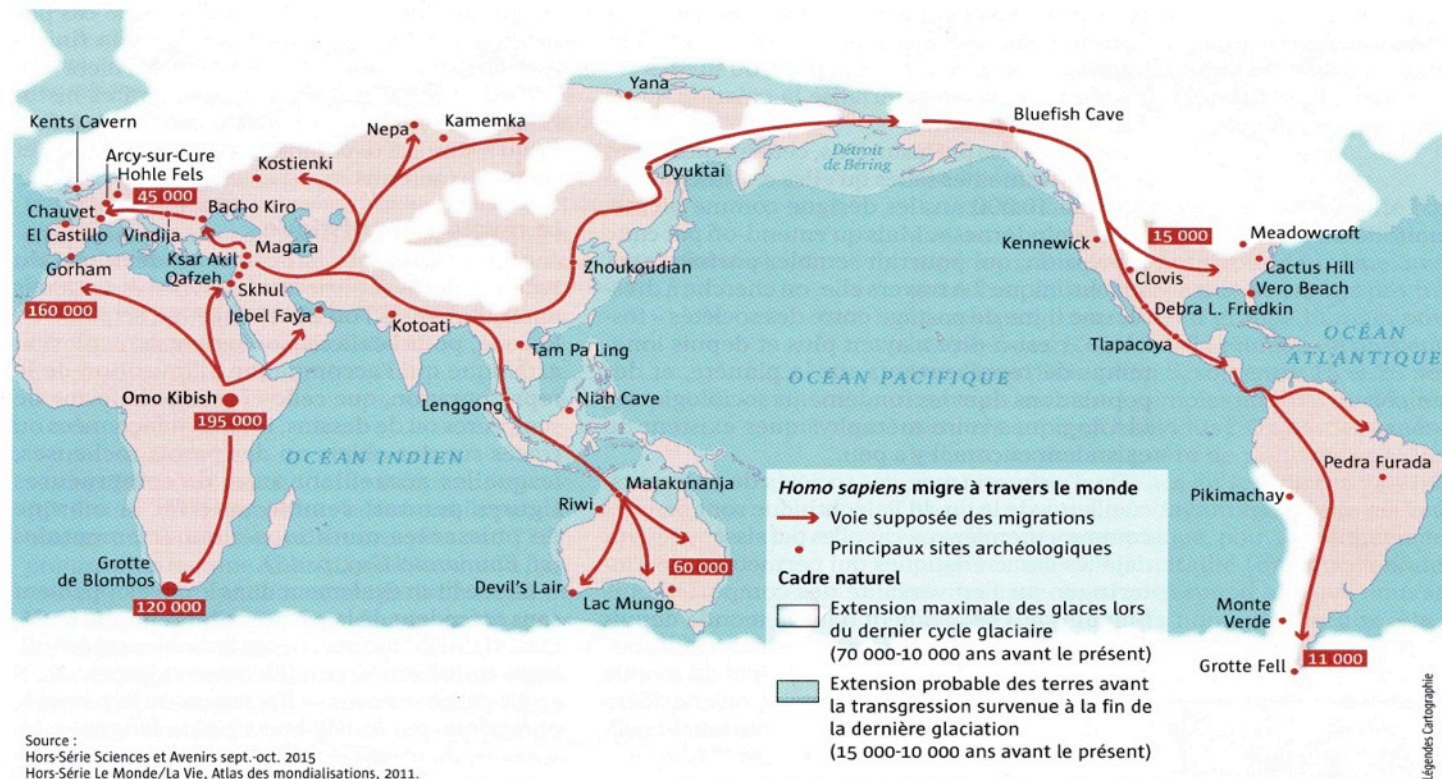 Yana
Bluefish Cave
Kents Cavern
Nepa
Kamemka
Détroit
de Béring
Arcy-sur-Cure
Hohle Fels
Kostienki
Dyuktai
45 000
Chauvet
Bacho Kiro
El Castillo
Vindija
Magara
Kennewick
15 000
Meadowcroft
Ksar Akil
Gorham
Qafzeh
Zhoukoudian
Clovis
Cactus Hill
Vero Beach
Skhul
160 000
Jebel Faya
Kotoati
Debra L. Friedkin
Tam Pa Ling
Tlapacoya
OCÉAN
ATLANTIQUE
OCÉAN PACIFIQUE
Omo Kibish
195 000
Lenggong
Niah Cave
OCÉAN INDIEN
Pedra Furada
Malakunanja
Riwi
Pikimachay
Grotte
de Blombos
120 000
Devil's Lair
Lac Mungo
60 000
Monte
Verde
Grotte Fell
11 000
Homo sapiens migre à travers le monde
Voie supposée des migrations
Principaux sites archéologiques
Cadre naturel
Extension maximale des glaces lors
du dernier cycle glaciaire
(70 000-10 000 ans avant le présent)
Extension probable des terres avant
la transgression survenue à la fin de
la dernière glaciation
(15 000-10 000 ans avant le présent)
Source :
Hors-Série Sciences et Avenirs sept.-oct. 2015
Hors-Série Le Monde/La Vie, Atlas des mondialisations, 2011.
Légendes Cartographie